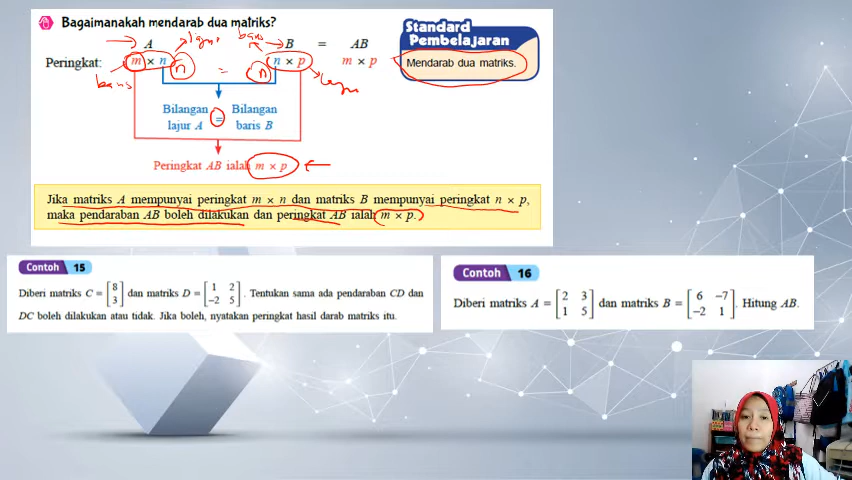 Bagaimanakah mendarab dua matriks?
A B = AB
lajur baris
Peringkat: m × n n × p m × p
n = n
baris lajur
Bilangan lajur A = Bilangan baris B
Peringkat AB ialah m × p
Standard
Pembelajaran
Mendarab dua matriks.
Jika matriks A mempunyai peringkat m × n dan matriks B mempunyai peringkat n × p,
maka pendaraban AB boleh dilakukan dan peringkat AB ialah m × p.
Contoh 15
Diberi matriks C = [8; 3] dan matriks D = [1 2; −2 5]. Tentukan sama ada pendaraban CD dan
DC boleh dilakukan atau tidak. Jika boleh, nyatakan peringkat hasil darab matriks itu.
Contoh 16
Diberi matriks A = [2 3; 1 5] dan matriks B = [6 −7; −2 1]. Hitung AB.